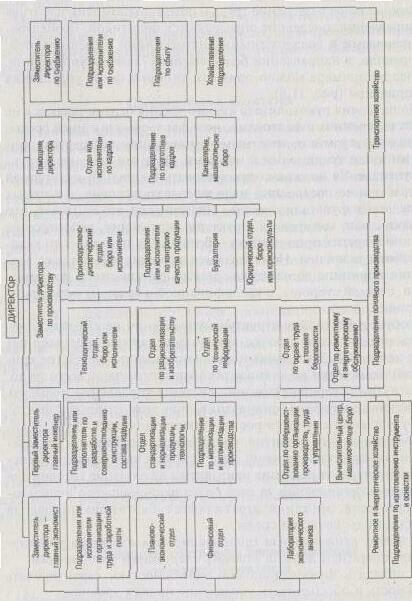 ДИРЕКТОР
Заместитель
директора –
главный экономист
Первый заместитель
директора –
главный инженер
Заместитель директора
по производству
Помощник
директора
Заместитель
директора
по снабжению
Подразделения или
исполнители
по организации
труда и заработной
платы
Подразделения или
исполнители по
разработке и
совершенствованию
конструкции,
состава изделия
Технологический
отдел,
бюро или
исполнители
Производственно-
диспетчерский
отдел,
бюро или
исполнители
Отдел или
исполнители
по кадрам
Подразделения
или исполнители
по снабжению
Планово-
экономический
отдел
Отдел
стандартизации
и нормализации
продукции,
технологии
Отдел
по рационализации
и изобретательству
Подразделения
или исполнители
по контролю
качества продукции
Подразделение
по подготовке
кадров
Подразделения
по сбыту
Финансовый
отдел
Подразделения
по механизации
и автоматизации
производства
Отдел
по технической
информации
Бухгалтерия
Канцелярия,
машинописное
бюро
Хозяйственные
подразделения
Юридический отдел,
бюро
или юрисконсульты
Лаборатория
экономического
анализа
Отдел по совершенст-
вованию организации
производства, труда
и управления
Отдел
по охране труда
и технике
безопасности
Вычислительный центр,
машиносчетное бюро
Отдел по ремонтному
и энергетическому
обслуживанию
Ремонтное и энергетическое хозяйство
Подразделения основного производства
Транспортное хозяйство
Подразделения по изготовлению инструмента
и оснастки